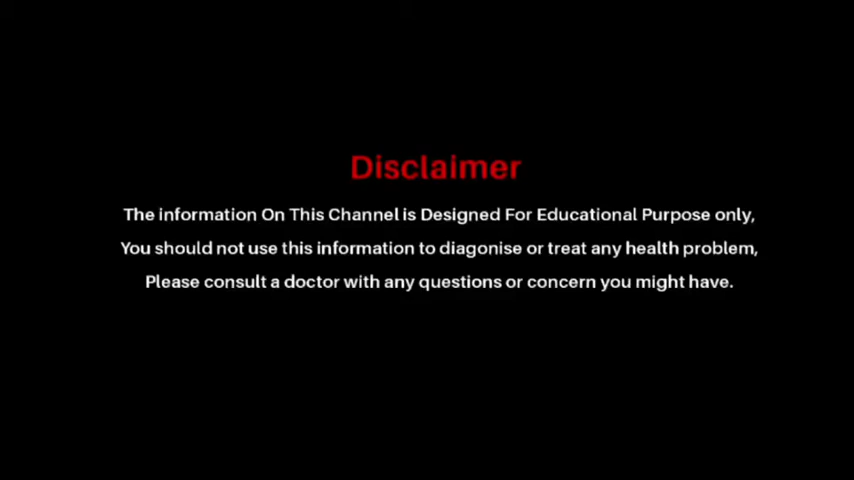 Disclaimer
The information On This Channel is Designed For Educational Purpose only,
You should not use this information to diagonise or treat any health problem,
Please consult a doctor with any questions or concern you might have.